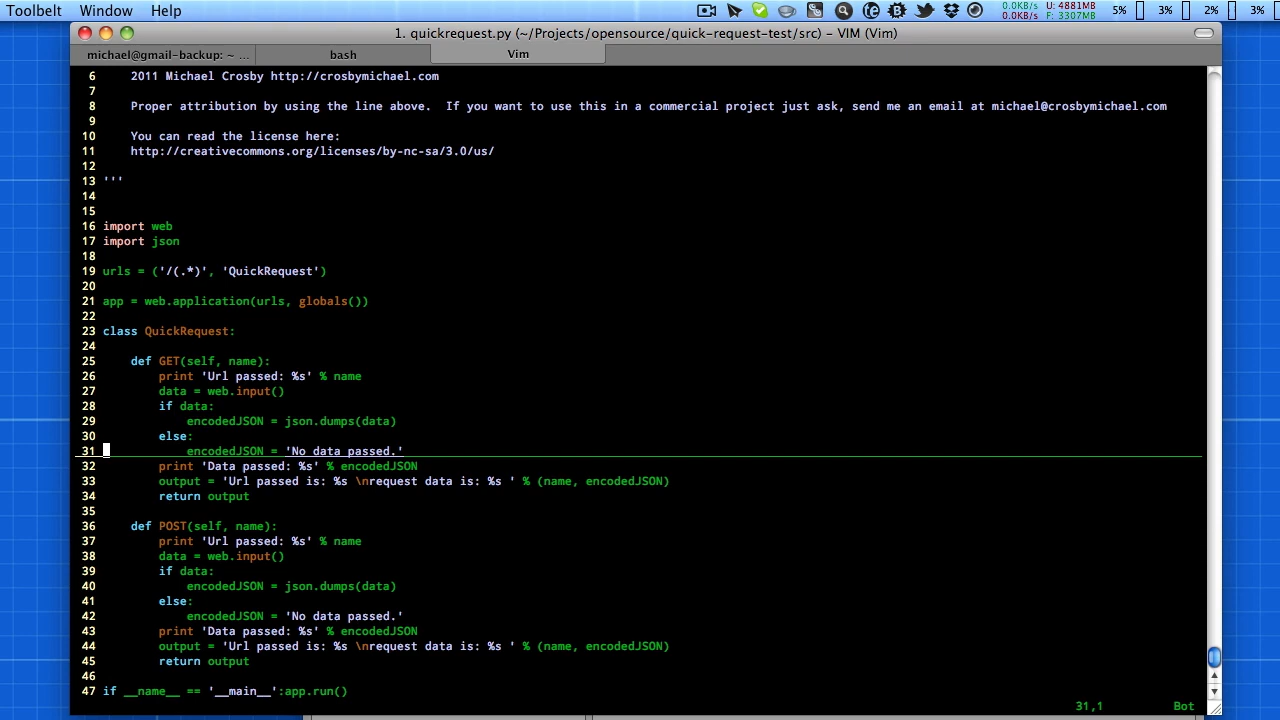 Toolbelt Window Help 0.0KB/s U: 4881MB 5% 3% 2% 3%
0.0KB/s F: 3307MB
1. quickrequest.py (~/Projects/opensource/quick-request-test/src) – VIM (Vim)
michael@gmail-backup: ~ ... bash Vim
6 2011 Michael Crosby http://crosbymichael.com
7
8 Proper attribution by using the line above. If you want to use this in a commercial project just ask, send me an email at michael@crosbymichael.com
9
10 You can read the license here:
11 http://creativecommons.org/licenses/by-nc-sa/3.0/us/
12
13 '''
14
15
16 import web
17 import json
18
19 urls = ('/(.*)', 'QuickRequest')
20
21 app = web.application(urls, globals())
22
23 class QuickRequest:
24
25 def GET(self, name):
26 print 'Url passed: %s' % name
27 data = web.input()
28 if data:
29 encodedJSON = json.dumps(data)
30 else:
31 encodedJSON = 'No data passed.'
32 print 'Data passed: %s' % encodedJSON
33 output = 'Url passed is: %s \nrequest data is: %s ' % (name, encodedJSON)
34 return output
35
36 def POST(self, name):
37 print 'Url passed: %s' % name
38 data = web.input()
39 if data:
40 encodedJSON = json.dumps(data)
41 else:
42 encodedJSON = 'No data passed.'
43 print 'Data passed: %s' % encodedJSON
44 output = 'Url passed is: %s \nrequest data is: %s ' % (name, encodedJSON)
45 return output
46
47 if __name__ == '__main__':app.run()
31,1 Bot